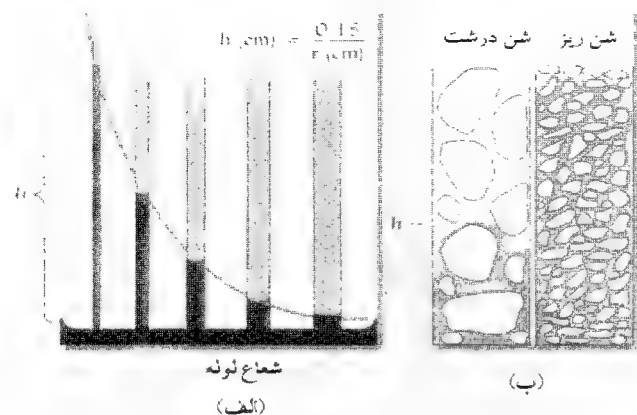 h (cm) = 0.15 / r (cm)
شن درشت
شن ریز
شعاع لوله
(الف)
(ب)